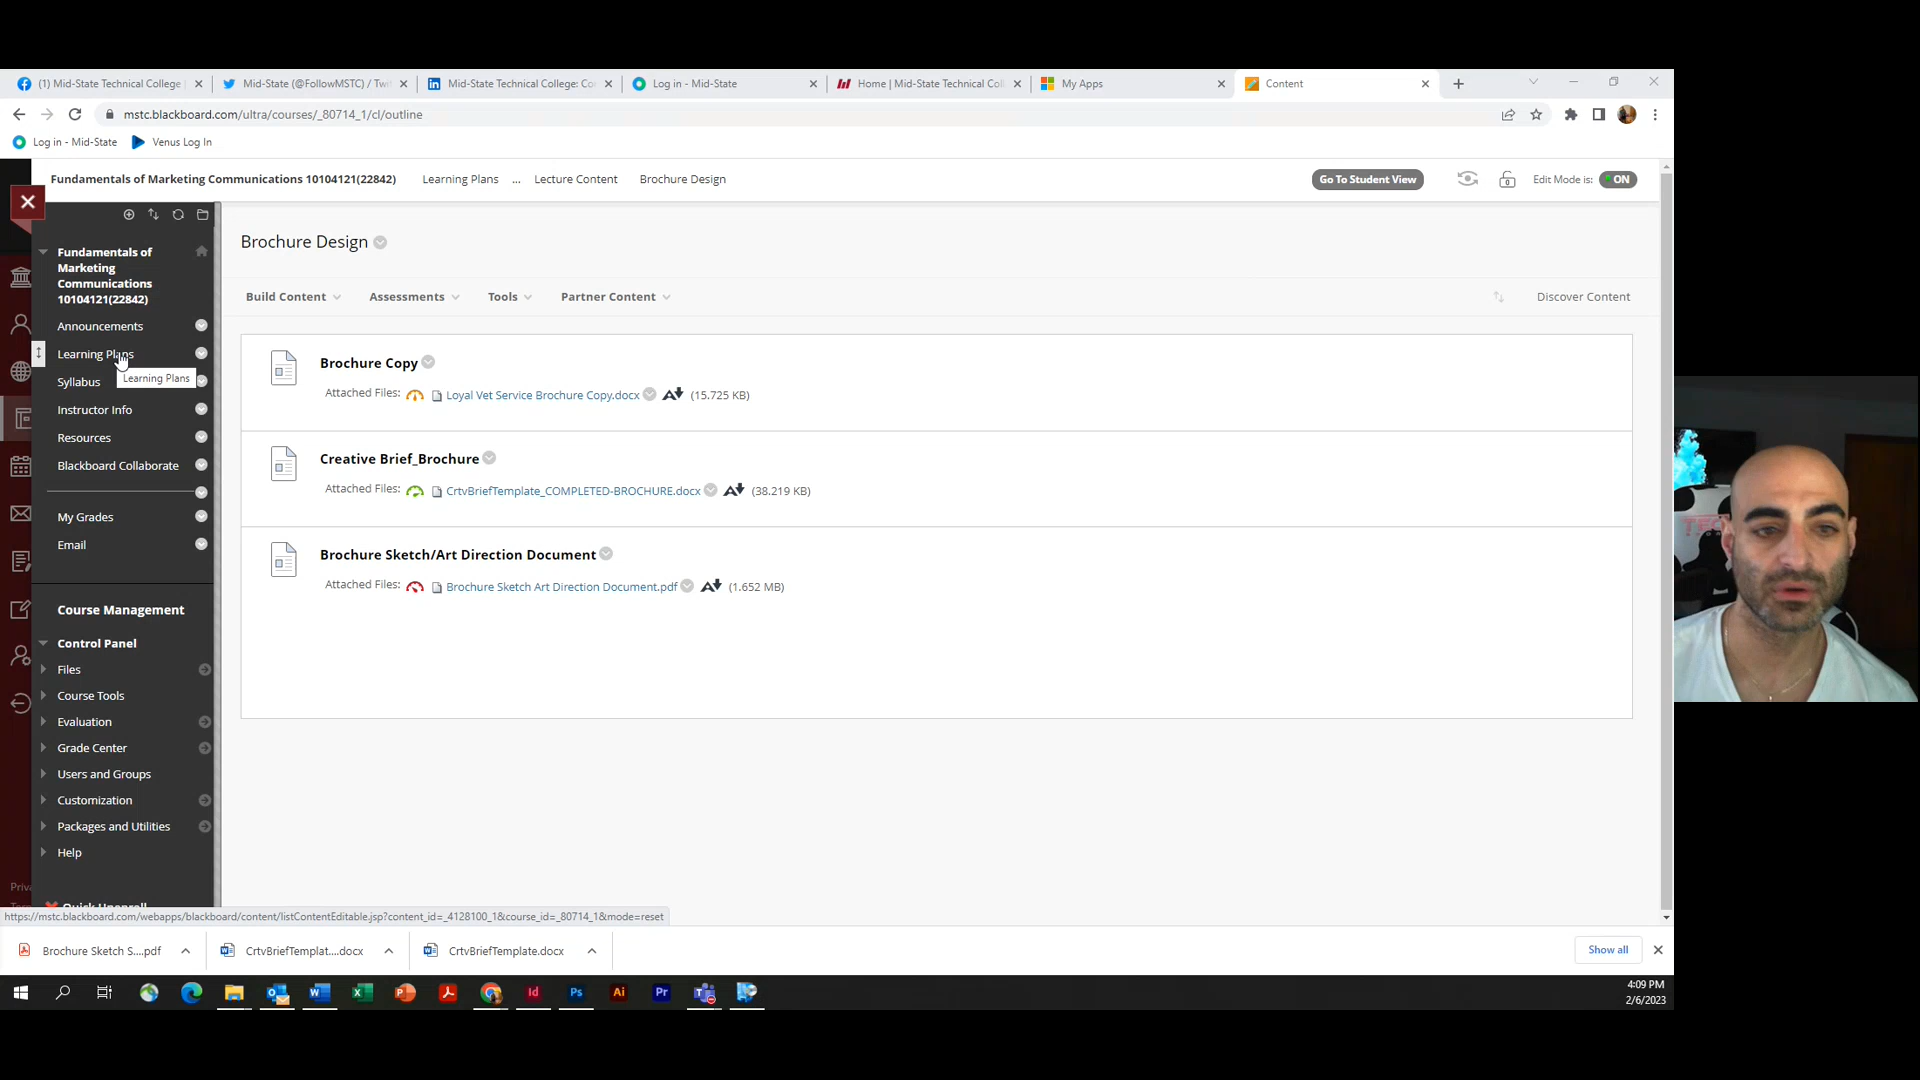 (1) Mid-State Technical College |
Mid-State (@FollowMSTC) / Twit
Mid-State Technical College: Co
Log in - Mid-State
Home | Mid-State Technical Coll
My Apps
Content
mstc.blackboard.com/ultra/courses/_80714_1/cl/outline
Log in - Mid-State
Venus Log In
Fundamentals of Marketing Communications 10104121(22842)
Learning Plans
...
Lecture Content
Brochure Design
Go To Student View
Edit Mode is:
ON
Fundamentals of
Marketing
Communications
10104121(22842)
Announcements
Learning Plans
Learning Plans
Syllabus
Instructor Info
Resources
Blackboard Collaborate
My Grades
Email
Course Management
Control Panel
Files
Course Tools
Evaluation
Grade Center
Users and Groups
Customization
Packages and Utilities
Help
Priva
Quick Unenroll
Brochure Design
Build Content
Assessments
Tools
Partner Content
Discover Content
Brochure Copy
Attached Files:
Loyal Vet Service Brochure Copy.docx
(15.725 KB)
Creative Brief_Brochure
Attached Files:
CrtvBriefTemplate_COMPLETED-BROCHURE.docx
(38.219 KB)
Brochure Sketch/Art Direction Document
Attached Files:
Brochure Sketch Art Direction Document.pdf
(1.652 MB)
https://mstc.blackboard.com/webapps/blackboard/content/listContentEditable.jsp?content_id=_4128100_1&course_id=_80714_1&mode=reset
Brochure Sketch S....pdf
CrtvBriefTemplat....docx
CrtvBriefTemplate.docx
Show all
4:09 PM
2/6/2023